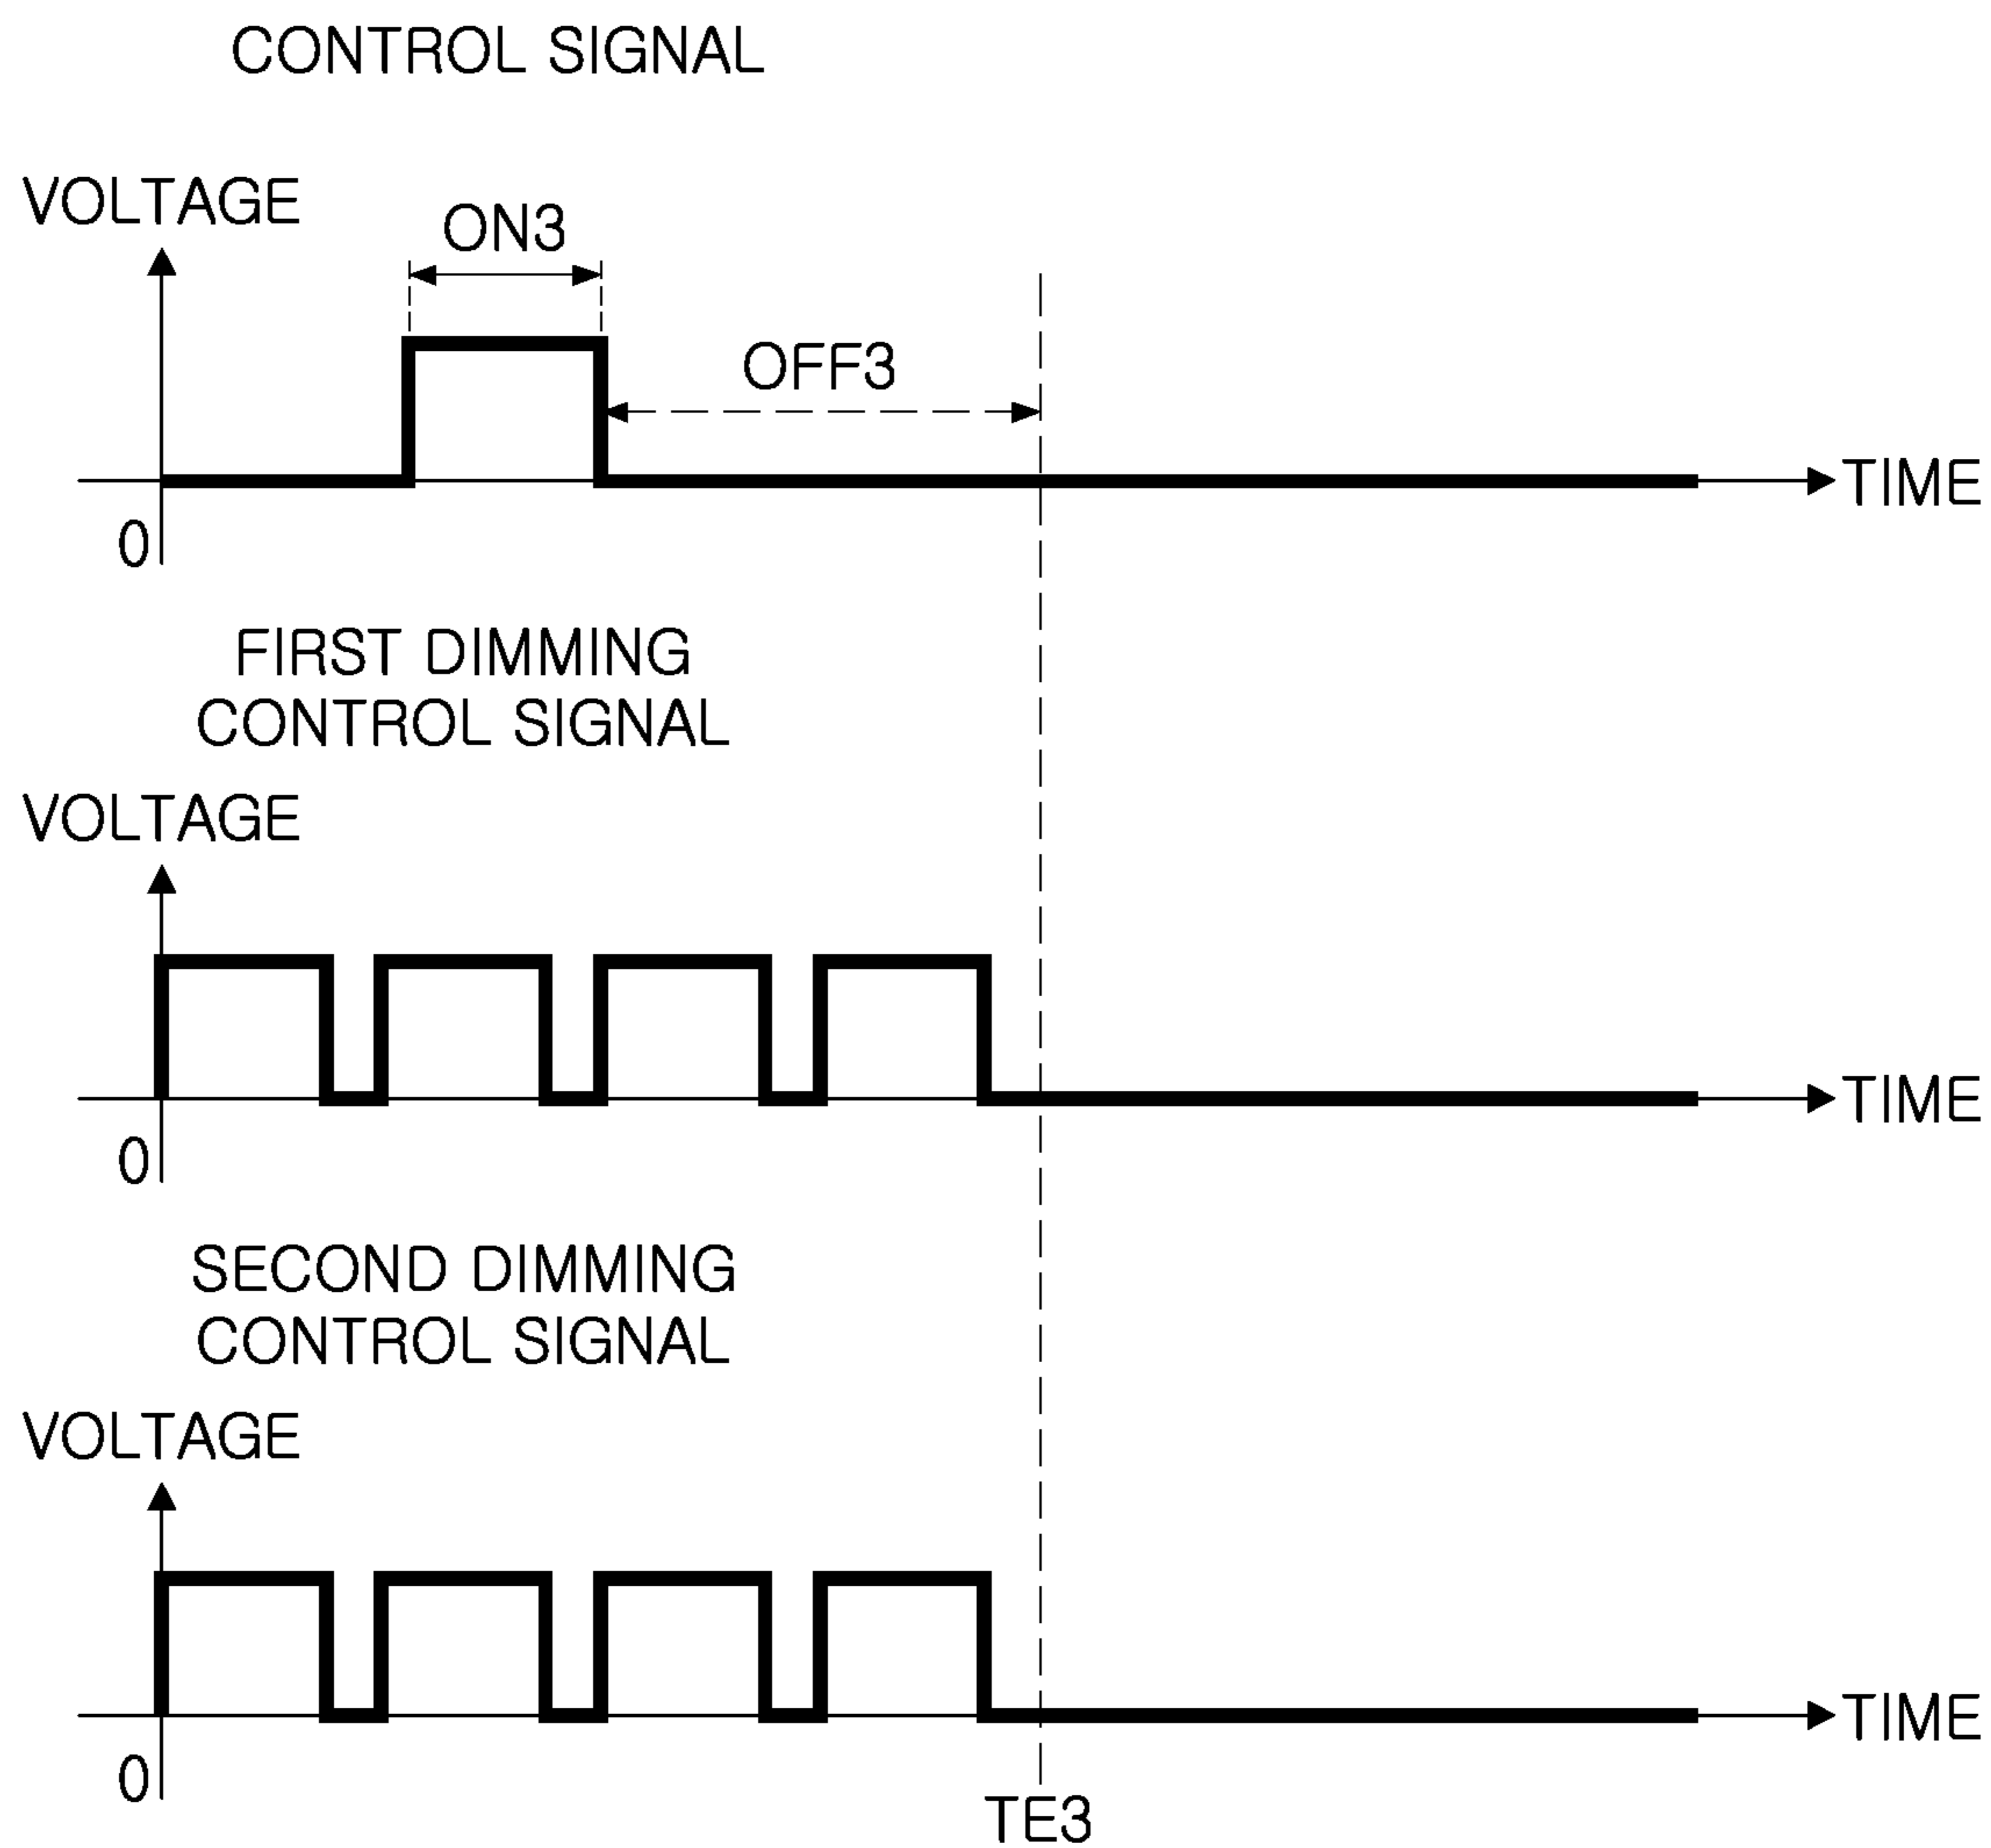 CONTROL SIGNAL
VOLTAGE
ON3
OFF3
TIME
0
FIRST DIMMING
CONTROL SIGNAL
VOLTAGE
TIME
0
SECOND DIMMING
CONTROL SIGNAL
VOLTAGE
TIME
0
TE3